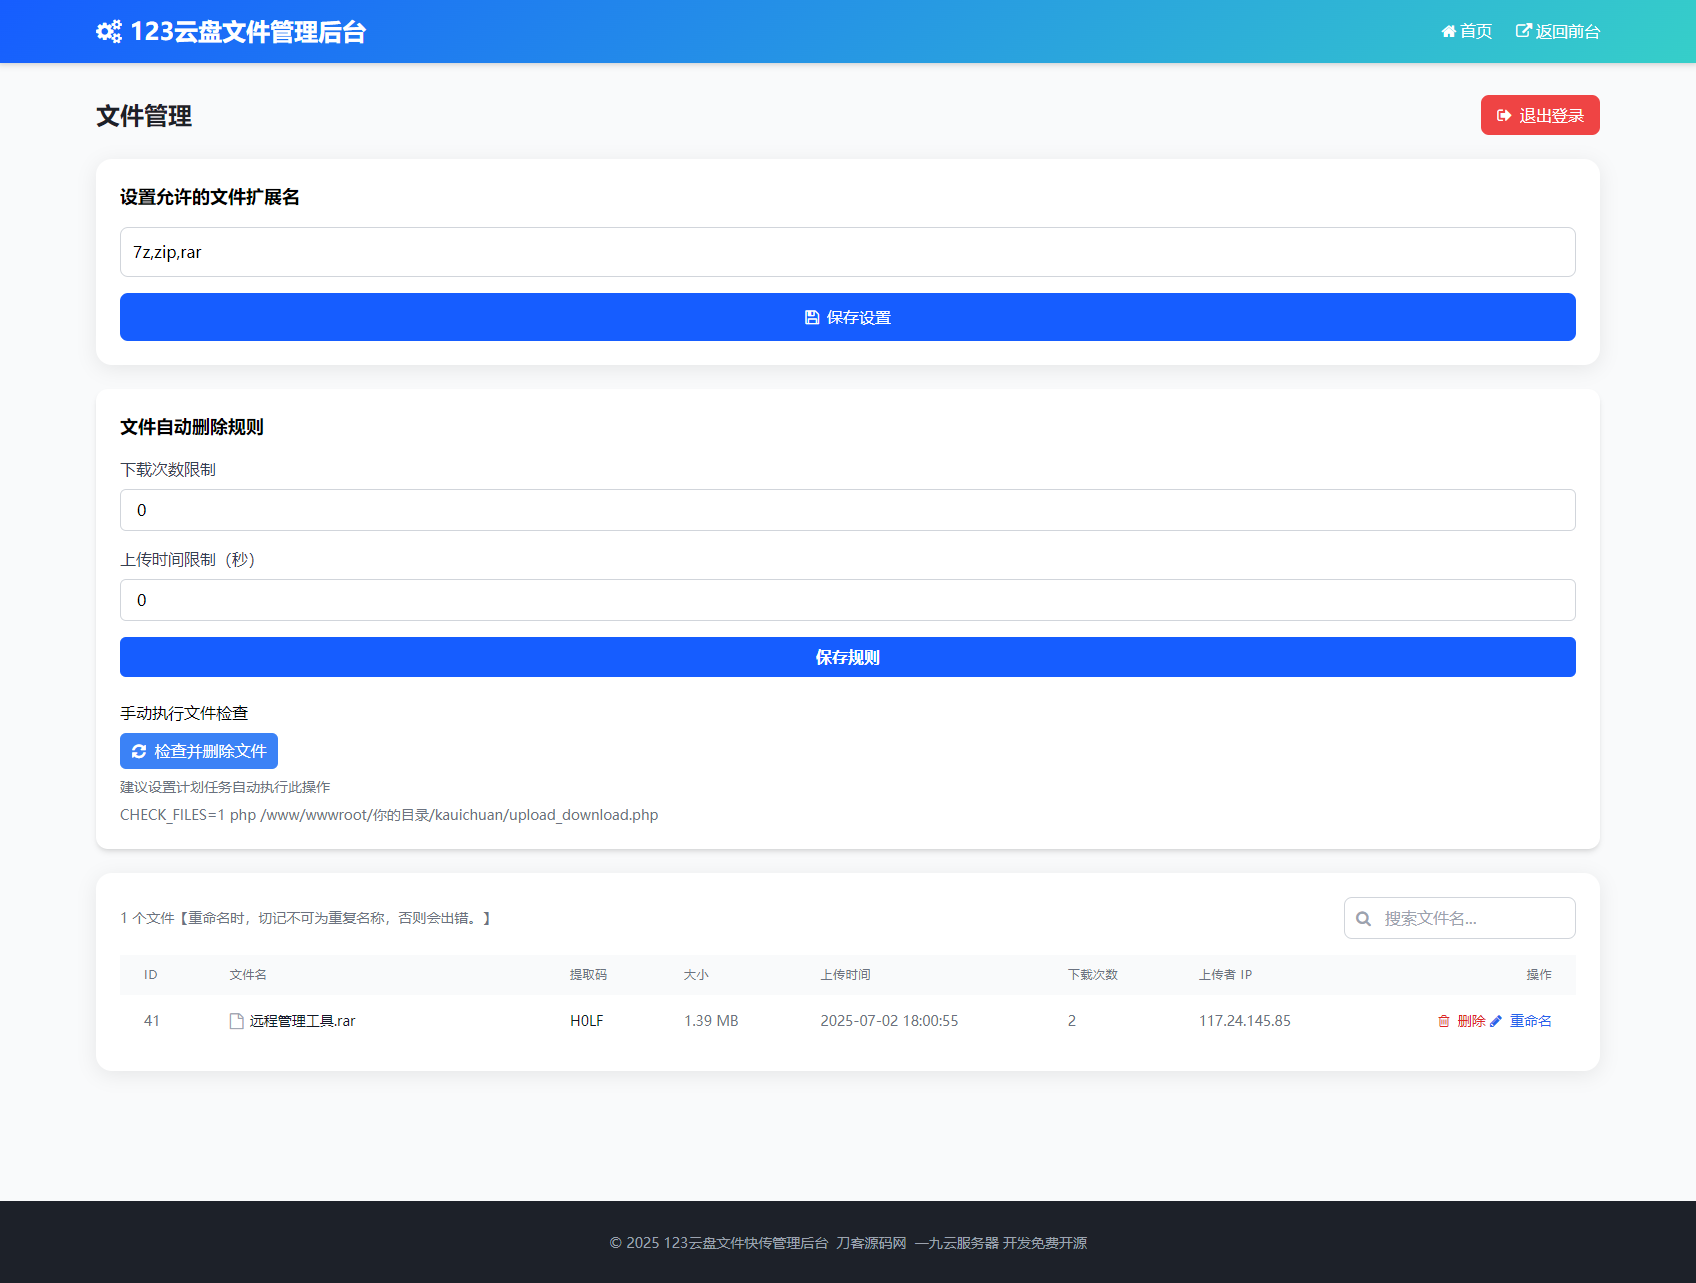 123云盘文件管理后台
首页 返回前台
文件管理
退出登录
设置允许的文件扩展名
7z,zip,rar
保存设置
文件自动删除规则
下载次数限制
0
上传时间限制（秒）
0
保存规则
手动执行文件检查
检查并删除文件
建议设置计划任务自动执行此操作
CHECK_FILES=1 php /www/wwwroot/你的目录/kauichuan/upload_download.php
1 个文件【重命名时，切记不可为重复名称，否则会出错。】
搜索文件名...
ID 文件名 提取码 大小 上传时间 下载次数 上传者 IP 操作
41 远程管理工具.rar H0LF 1.39 MB 2025-07-02 18:00:55 2 117.24.145.85 删除 重命名
© 2025 123云盘文件快传管理后台 刀客源码网 一九云服务器 开发免费开源